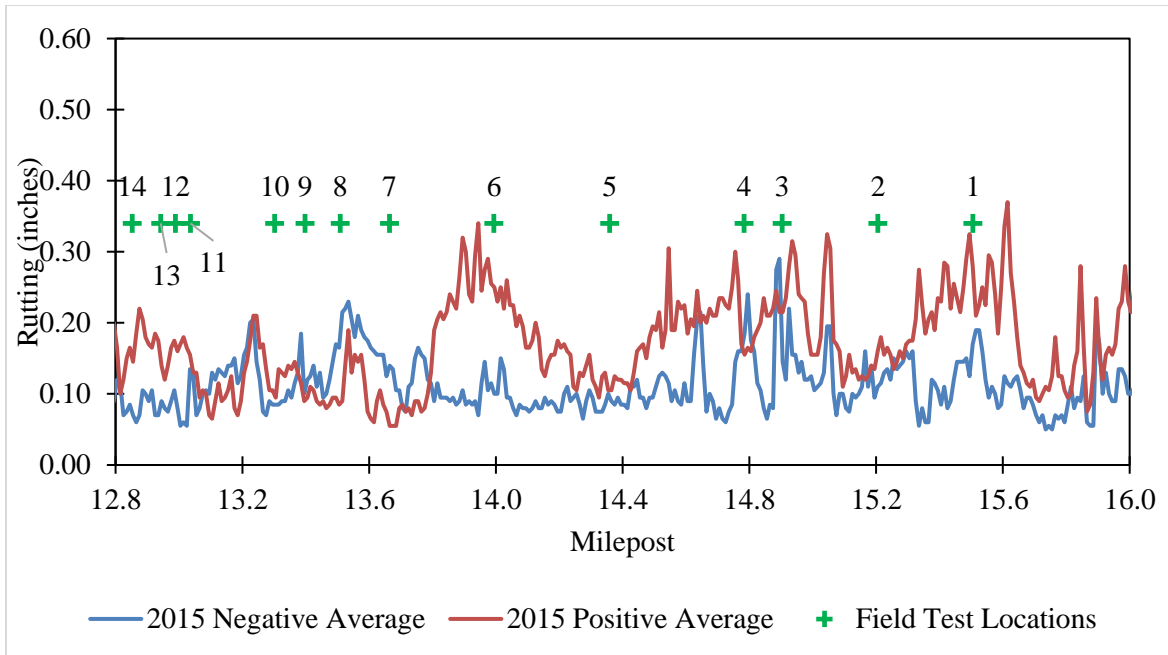 0.60
0.50
0.40
0.30
0.20
0.10
0.00
Rutting (inches)
14 12 10 9 8 7 6 5 4 3 2 1
13 11
12.8 13.2 13.6 14.0 14.4 14.8 15.2 15.6 16.0
Milepost
2015 Negative Average 2015 Positive Average Field Test Locations